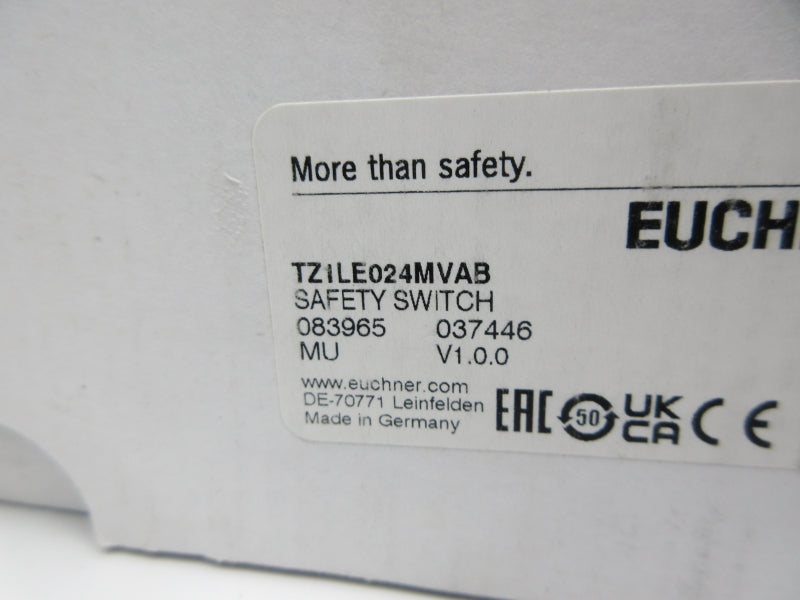 More than safety.
EUCHN
TZ1LE024MVAB
SAFETY SWITCH
083965 037446
MU V1.0.0
www.euchner.com
DE-70771 Leinfelden
Made in Germany
EAC 50 UK CA CE